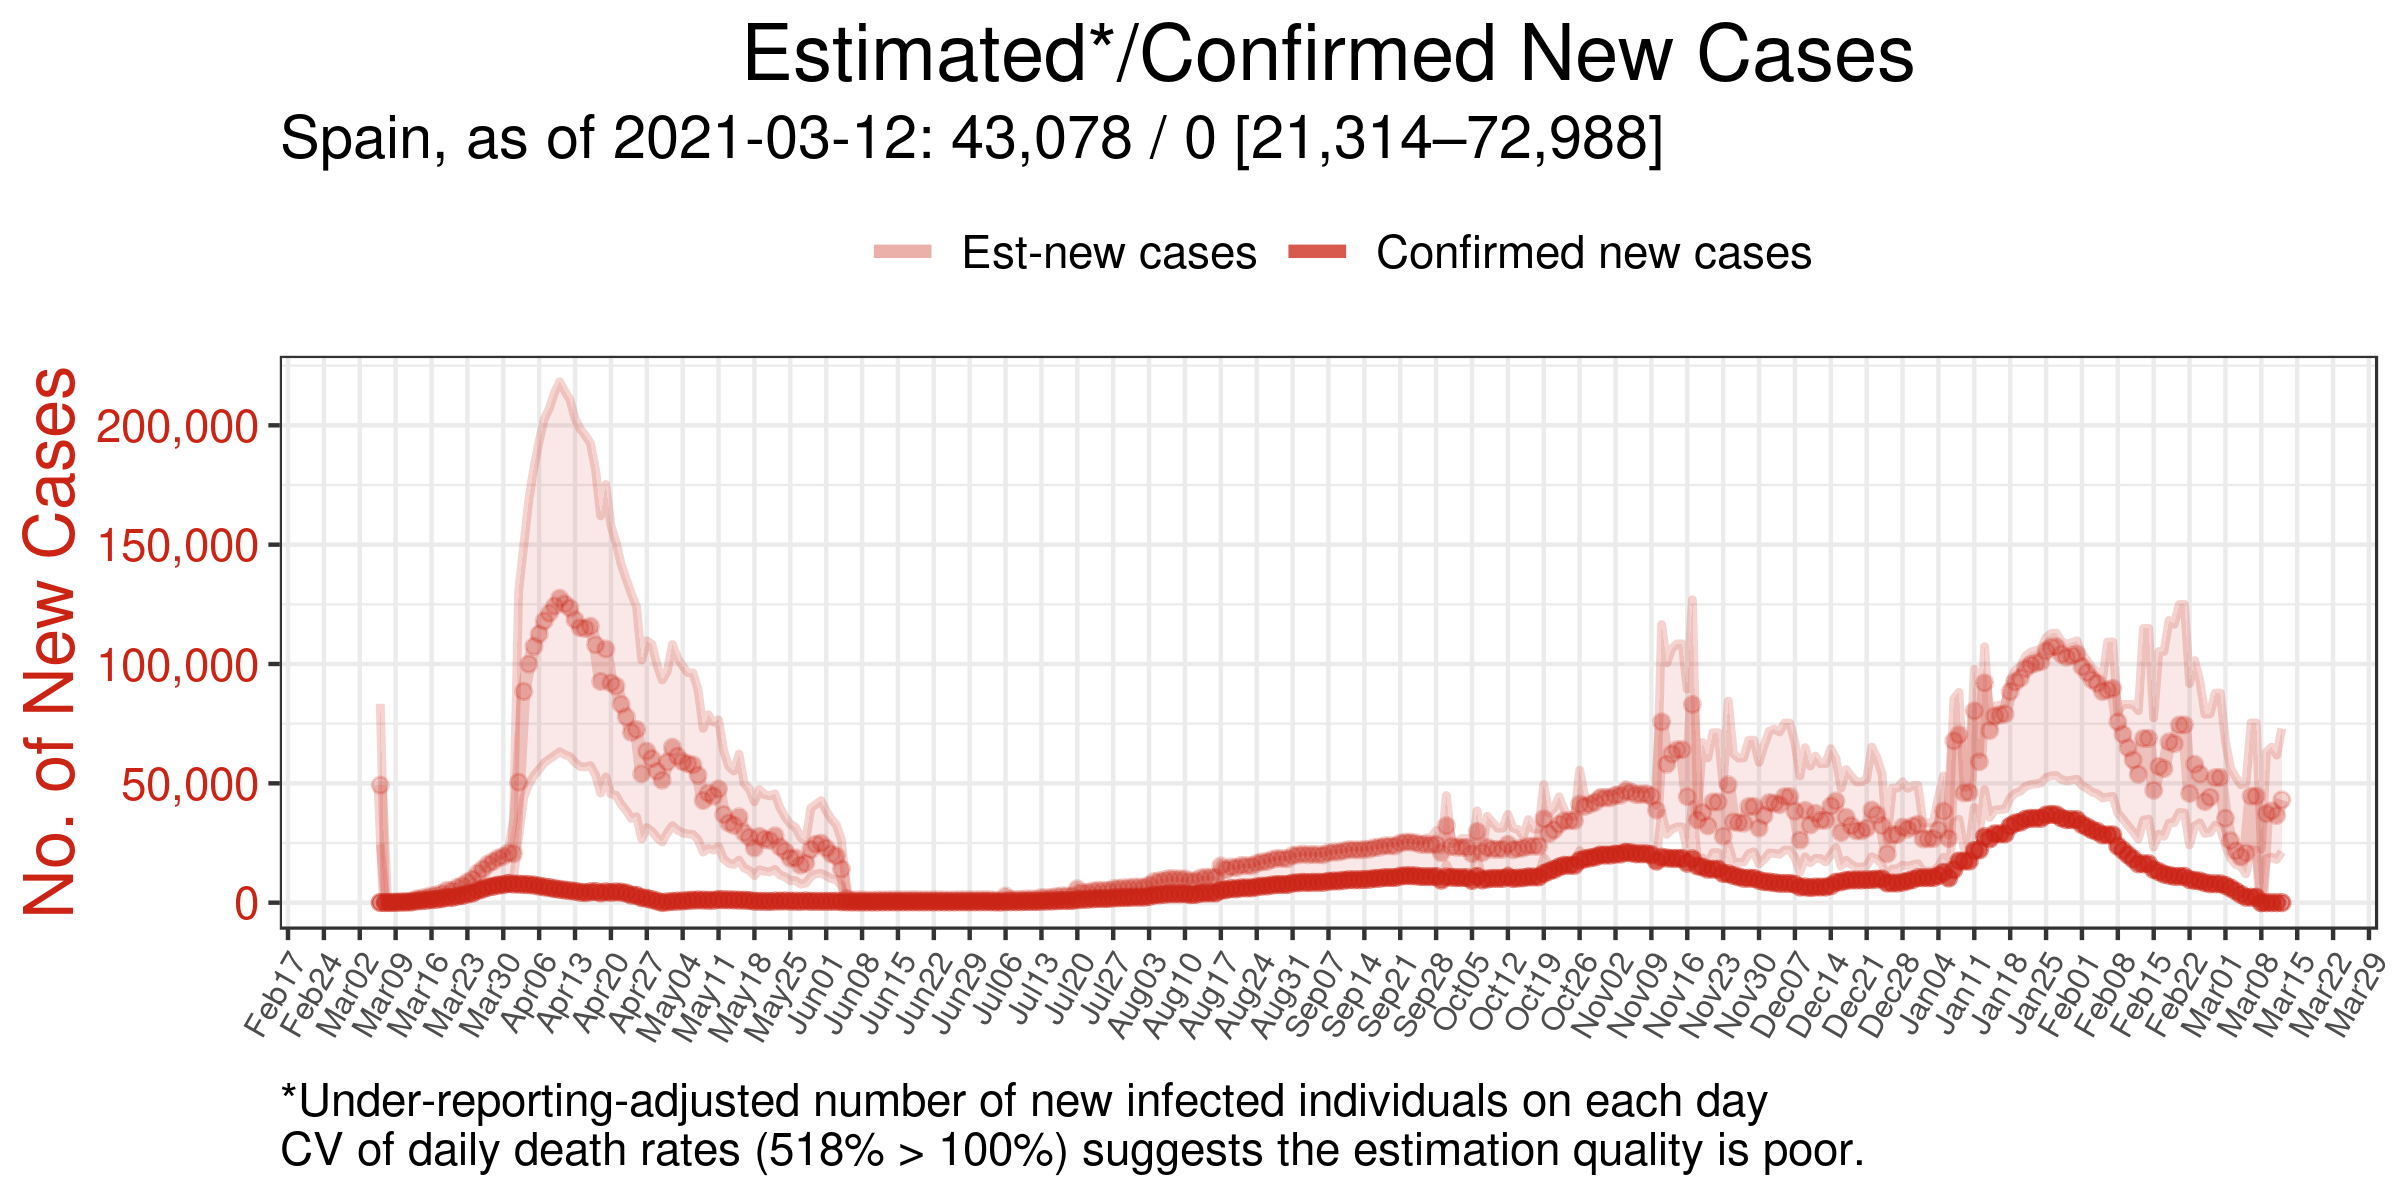 Estimated*/Confirmed New Cases
Spain, as of 2021-03-12: 43,078 / 0 [21,314–72,988]
Est-new cases
Confirmed new cases
No. of New Cases
200,000
150,000
100,000
50,000
0
Feb17
Feb24
Mar02
Mar09
Mar16
Mar23
Mar30
Apr06
Apr13
Apr20
Apr27
May04
May11
May18
May25
Jun01
Jun08
Jun15
Jun22
Jun29
Jul06
Jul13
Jul20
Jul27
Aug03
Aug10
Aug17
Aug24
Aug31
Sep07
Sep14
Sep21
Sep28
Oct05
Oct12
Oct19
Oct26
Nov02
Nov09
Nov16
Nov23
Nov30
Dec07
Dec14
Dec21
Dec28
Jan04
Jan11
Jan18
Jan25
Feb01
Feb08
Feb15
Feb22
Mar01
Mar08
Mar15
Mar22
Mar29
*Under-reporting-adjusted number of new infected individuals on each day
CV of daily death rates (518% > 100%) suggests the estimation quality is poor.